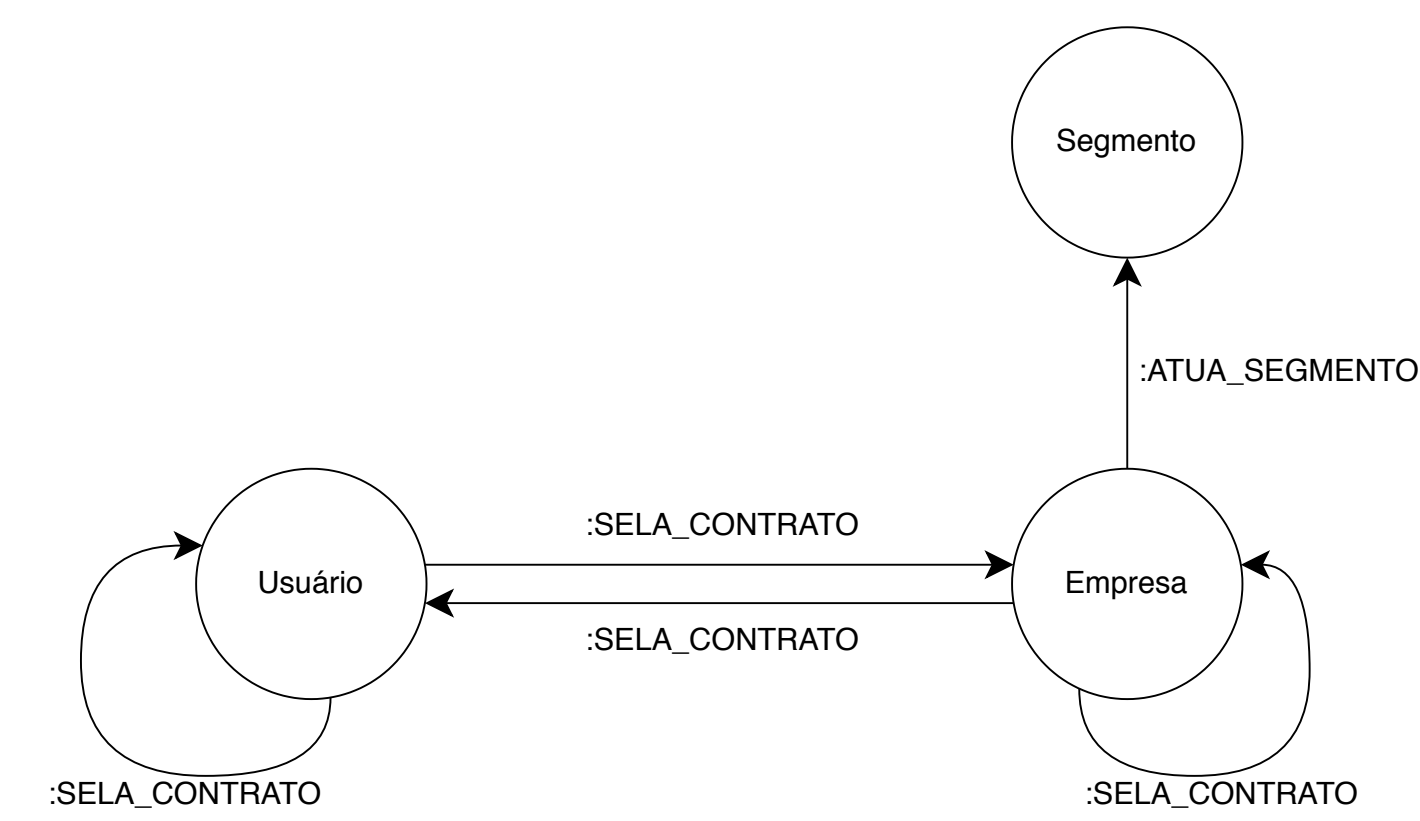 Segmento
:ATUA_SEGMENTO
:SELA_CONTRATO
Usuário
Empresa
:SELA_CONTRATO
:SELA_CONTRATO
:SELA_CONTRATO